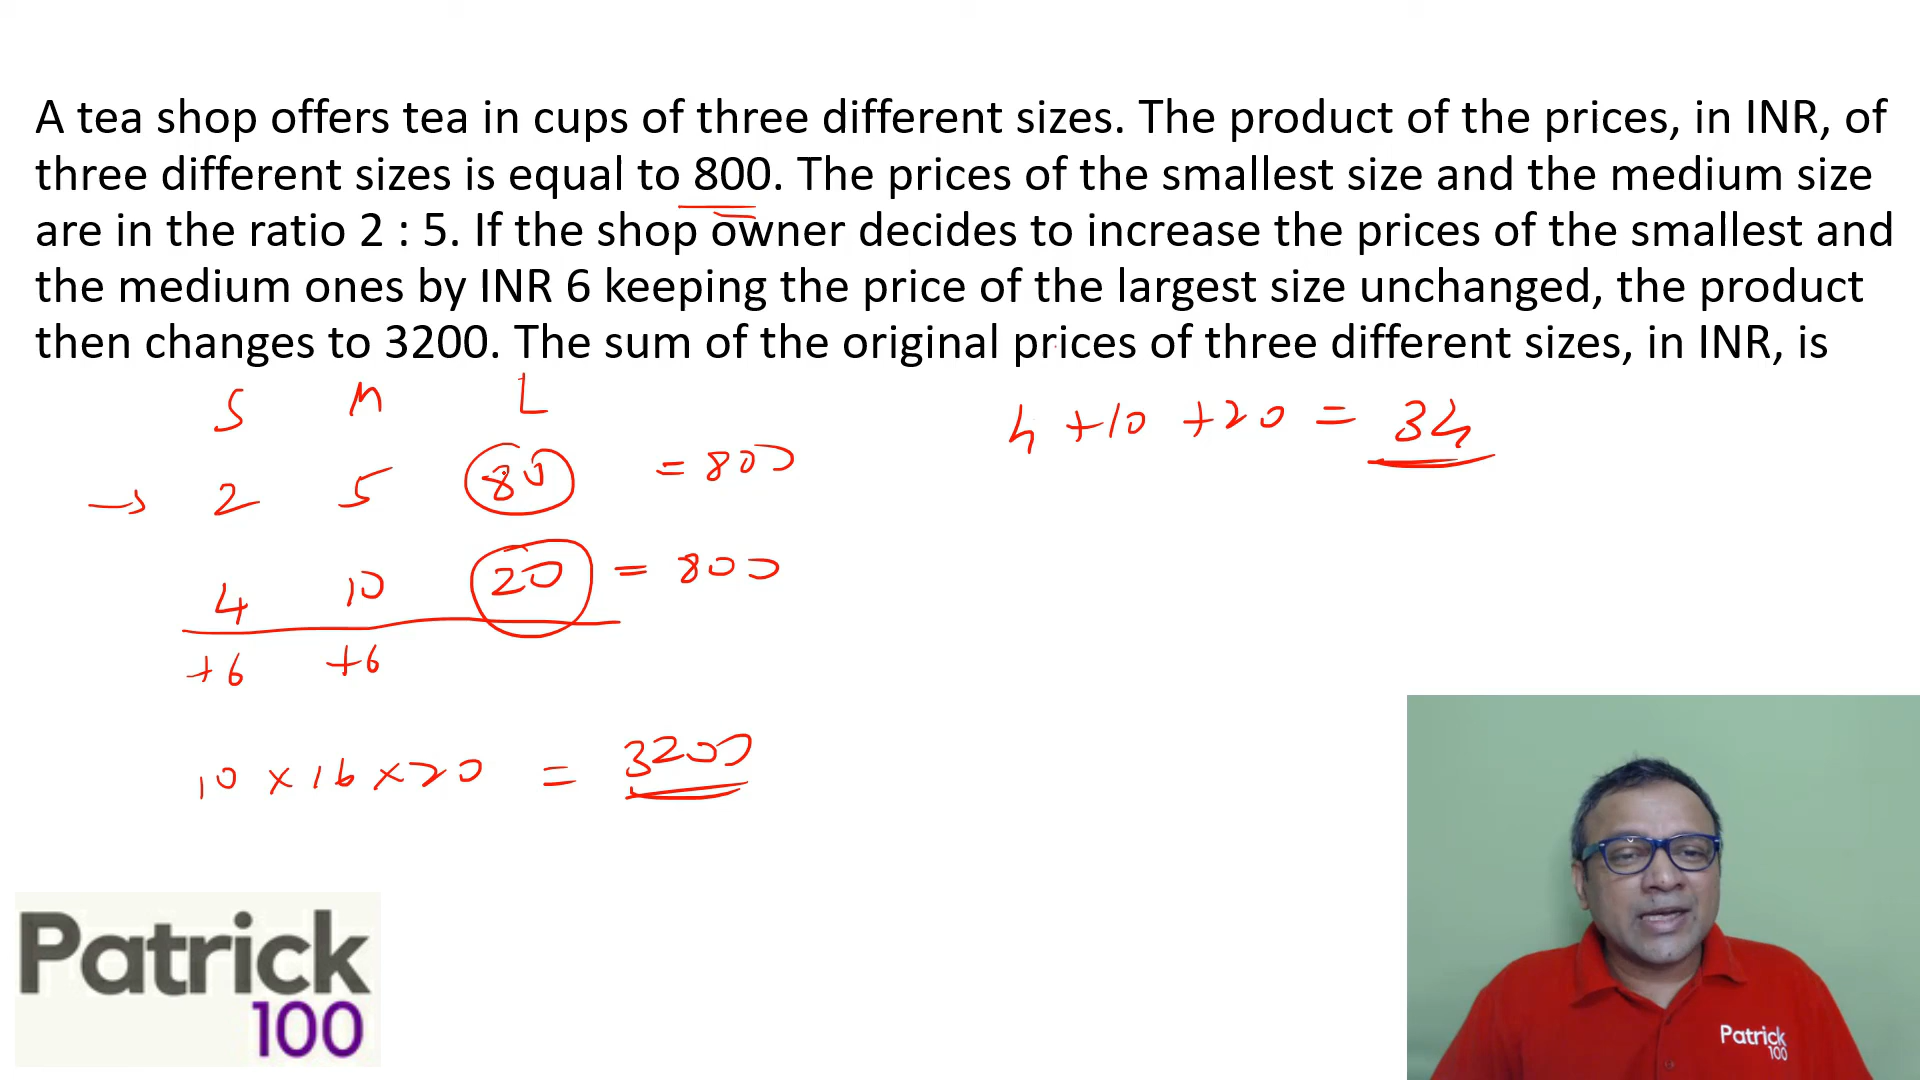 A tea shop offers tea in cups of three different sizes. The product of the prices, in INR, of
three different sizes is equal to 800. The prices of the smallest size and the medium size
are in the ratio 2 : 5. If the shop owner decides to increase the prices of the smallest and
the medium ones by INR 6 keeping the price of the largest size unchanged, the product
then changes to 3200. The sum of the original prices of three different sizes, in INR, is
S M L
4 +10 +20 = 34
→ 2 5 80 = 800
4 10 20 = 800
+6 +6
10 × 16 × 20 = 3200
Patrick
100
Patrick
100